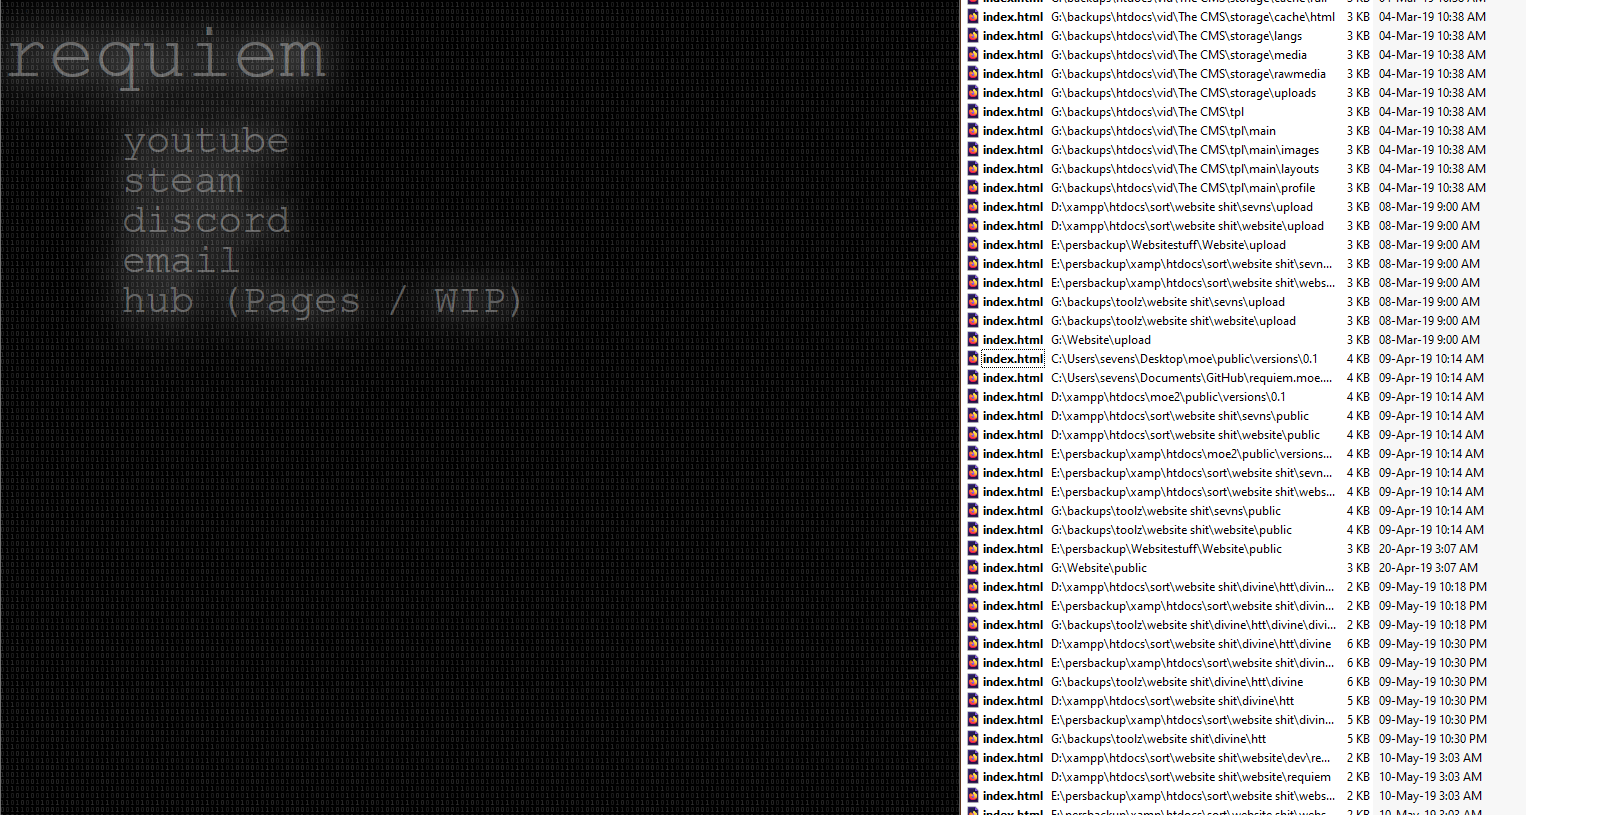 requiem
youtube
steam
discord
email
hub (Pages / WIP)
index.html G:\backups\htdocs\vid\The CMS\storage\cache\html 3 KB 04-Mar-19 10:38 AM
index.html G:\backups\htdocs\vid\The CMS\storage\langs 3 KB 04-Mar-19 10:38 AM
index.html G:\backups\htdocs\vid\The CMS\storage\media 3 KB 04-Mar-19 10:38 AM
index.html G:\backups\htdocs\vid\The CMS\storage\rawmedia 3 KB 04-Mar-19 10:38 AM
index.html G:\backups\htdocs\vid\The CMS\storage\uploads 3 KB 04-Mar-19 10:38 AM
index.html G:\backups\htdocs\vid\The CMS\tpl 3 KB 04-Mar-19 10:38 AM
index.html G:\backups\htdocs\vid\The CMS\tpl\main 3 KB 04-Mar-19 10:38 AM
index.html G:\backups\htdocs\vid\The CMS\tpl\main\images 3 KB 04-Mar-19 10:38 AM
index.html G:\backups\htdocs\vid\The CMS\tpl\main\layouts 3 KB 04-Mar-19 10:38 AM
index.html G:\backups\htdocs\vid\The CMS\tpl\main\profile 3 KB 04-Mar-19 10:38 AM
index.html D:\xampp\htdocs\sort\website shit\sevns\upload 3 KB 08-Mar-19 9:00 AM
index.html D:\xampp\htdocs\sort\website shit\website\upload 3 KB 08-Mar-19 9:00 AM
index.html E:\persbackup\Websitestuff\Website\upload 3 KB 08-Mar-19 9:00 AM
index.html E:\persbackup\xamp\htdocs\sort\website shit\sevn... 3 KB 08-Mar-19 9:00 AM
index.html E:\persbackup\xamp\htdocs\sort\website shit\webs... 3 KB 08-Mar-19 9:00 AM
index.html G:\backups\toolz\website shit\sevns\upload 3 KB 08-Mar-19 9:00 AM
index.html G:\backups\toolz\website shit\website\upload 3 KB 08-Mar-19 9:00 AM
index.html G:\Website\upload 3 KB 08-Mar-19 9:00 AM
index.html C:\Users\sevens\Desktop\moe\public\versions\0.1 4 KB 09-Apr-19 10:14 AM
index.html C:\Users\sevens\Documents\GitHub\requiem.moe.... 4 KB 09-Apr-19 10:14 AM
index.html D:\xampp\htdocs\moe2\public\versions\0.1 4 KB 09-Apr-19 10:14 AM
index.html D:\xampp\htdocs\sort\website shit\sevns\public 4 KB 09-Apr-19 10:14 AM
index.html D:\xampp\htdocs\sort\website shit\website\public 4 KB 09-Apr-19 10:14 AM
index.html E:\persbackup\xamp\htdocs\moe2\public\versions... 4 KB 09-Apr-19 10:14 AM
index.html E:\persbackup\xamp\htdocs\sort\website shit\sevn... 4 KB 09-Apr-19 10:14 AM
index.html E:\persbackup\xamp\htdocs\sort\website shit\webs... 4 KB 09-Apr-19 10:14 AM
index.html G:\backups\toolz\website shit\sevns\public 4 KB 09-Apr-19 10:14 AM
index.html G:\backups\toolz\website shit\website\public 4 KB 09-Apr-19 10:14 AM
index.html E:\persbackup\Websitestuff\Website\public 3 KB 20-Apr-19 3:07 AM
index.html G:\Website\public 3 KB 20-Apr-19 3:07 AM
index.html D:\xampp\htdocs\sort\website shit\divine\htt\divin... 2 KB 09-May-19 10:18 PM
index.html E:\persbackup\xamp\htdocs\sort\website shit\divin... 2 KB 09-May-19 10:18 PM
index.html G:\backups\toolz\website shit\divine\htt\divine\divi... 2 KB 09-May-19 10:18 PM
index.html D:\xampp\htdocs\sort\website shit\divine\htt\divine 6 KB 09-May-19 10:30 PM
index.html E:\persbackup\xamp\htdocs\sort\website shit\divin... 6 KB 09-May-19 10:30 PM
index.html G:\backups\toolz\website shit\divine\htt\divine 6 KB 09-May-19 10:30 PM
index.html D:\xampp\htdocs\sort\website shit\divine\htt 5 KB 09-May-19 10:30 PM
index.html E:\persbackup\xamp\htdocs\sort\website shit\divin... 5 KB 09-May-19 10:30 PM
index.html G:\backups\toolz\website shit\divine\htt 5 KB 09-May-19 10:30 PM
index.html D:\xampp\htdocs\sort\website shit\website\dev\re... 2 KB 10-May-19 3:03 AM
index.html D:\xampp\htdocs\sort\website shit\website\requiem 2 KB 10-May-19 3:03 AM
index.html E:\persbackup\xamp\htdocs\sort\website shit\webs... 2 KB 10-May-19 3:03 AM